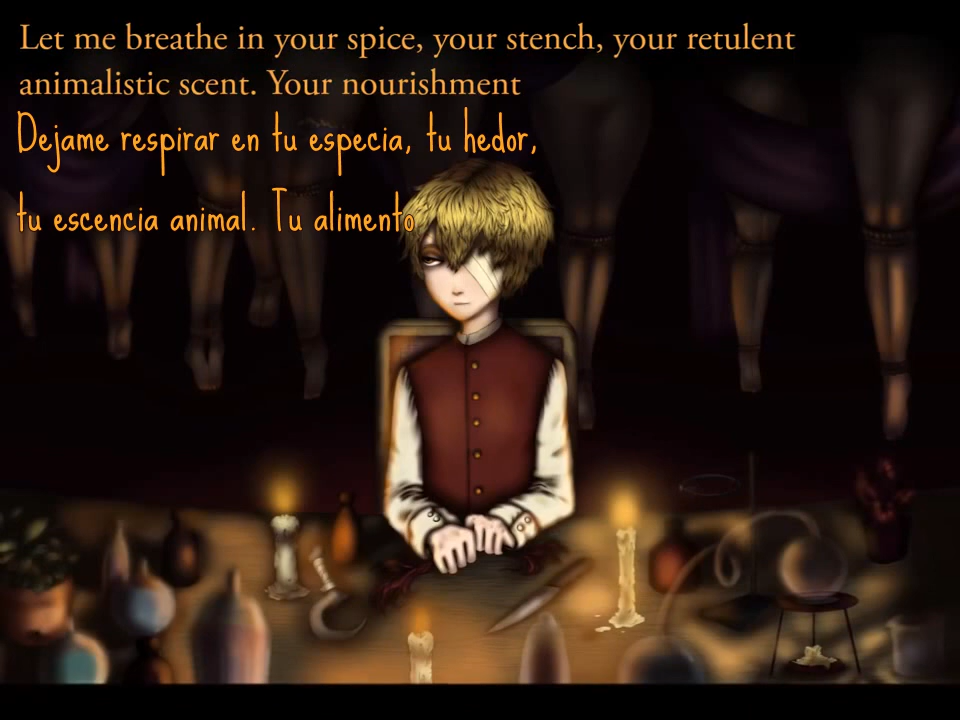 Let me breathe in your spice, your stench, your retulent
animalistic scent. Your nourishment
Dejame respirar en tu especia, tu hedor,
tu escencia animal. Tu alimento